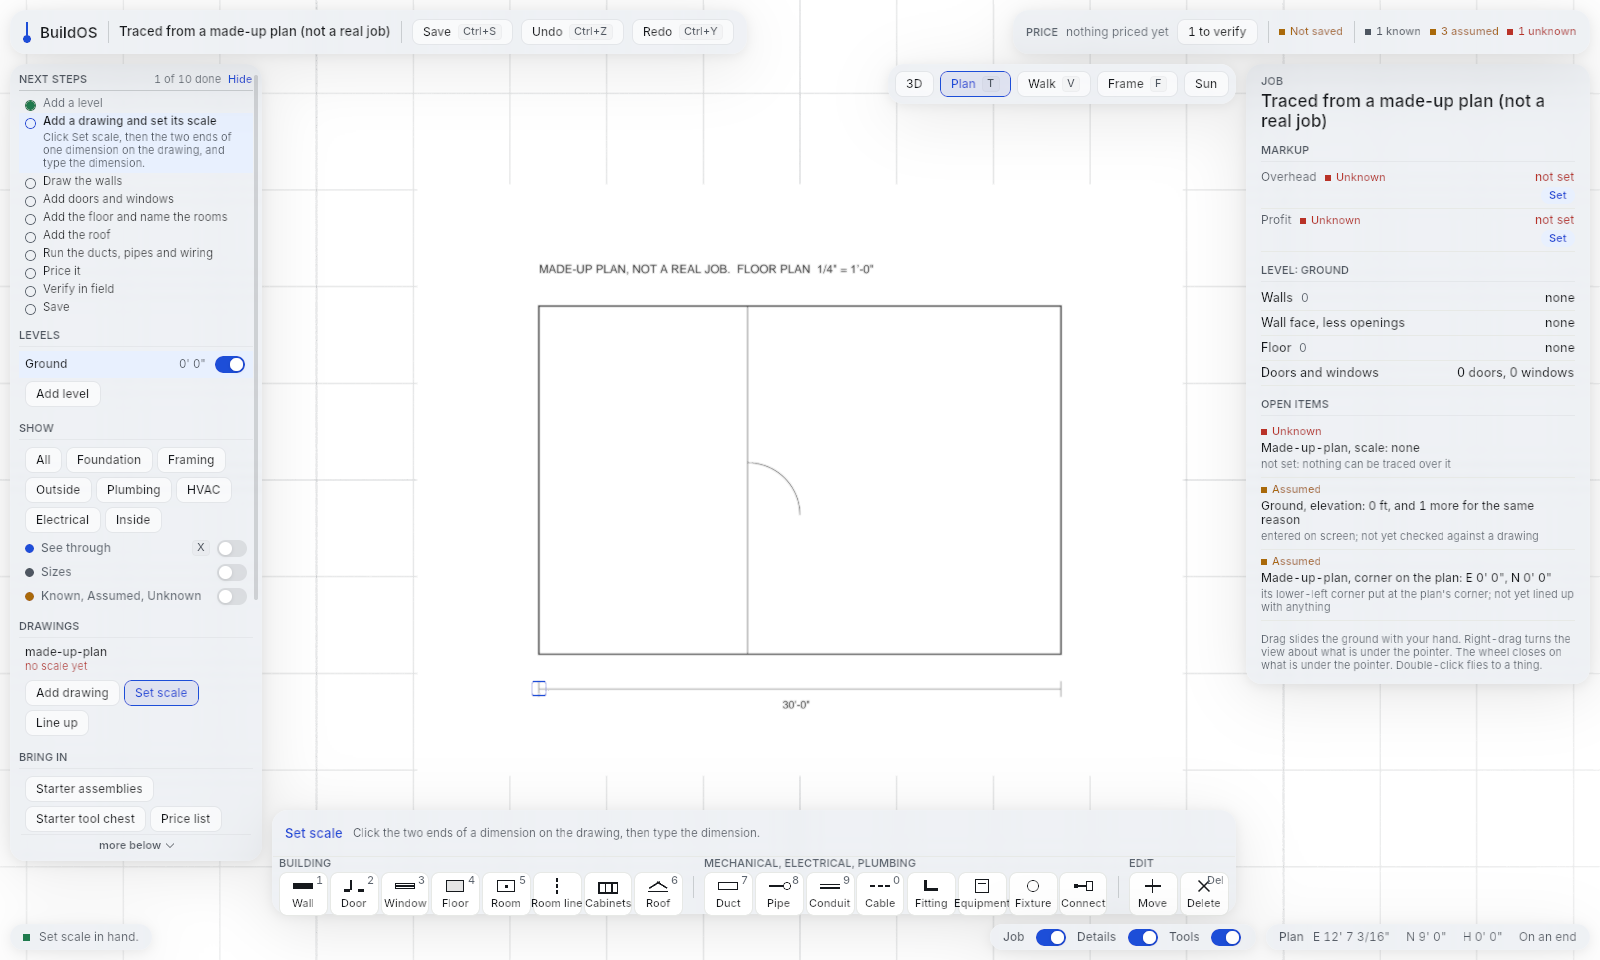 BuildOS
Traced from a made-up plan (not a real job)
Save Ctrl+S
Undo Ctrl+Z
Redo Ctrl+Y
PRICE nothing priced yet
1 to verify
Not saved
1 known
3 assumed
1 unknown
3D
Plan T
Walk V
Frame F
Sun
NEXT STEPS 1 of 10 done Hide
Add a level
Add a drawing and set its scale
Click Set scale, then the two ends of
one dimension on the drawing, and
type the dimension.
Draw the walls
Add doors and windows
Add the floor and name the rooms
Add the roof
Run the ducts, pipes and wiring
Price it
Verify in field
Save
LEVELS
Ground 0' 0"
Add level
SHOW
All Foundation Framing
Outside Plumbing HVAC
Electrical Inside
See through X
Sizes
Known, Assumed, Unknown
DRAWINGS
made-up-plan
no scale yet
Add drawing Set scale
Line up
BRING IN
Starter assemblies
Starter tool chest Price list
more below
MADE-UP PLAN, NOT A REAL JOB. FLOOR PLAN 1/4" = 1'-0"
30'-0"
JOB
Traced from a made-up plan (not a
real job)
MARKUP
Overhead Unknown not set
Set
Profit Unknown not set
Set
LEVEL: GROUND
Walls 0 none
Wall face, less openings none
Floor 0 none
Doors and windows 0 doors, 0 windows
OPEN ITEMS
Unknown
Made-up-plan, scale: none
not set: nothing can be traced over it
Assumed
Ground, elevation: 0 ft, and 1 more for the same
reason
entered on screen; not yet checked against a drawing
Assumed
Made-up-plan, corner on the plan: E 0' 0", N 0' 0"
its lower-left corner put at the plan's corner; not yet lined up
with anything
Drag slides the ground with your hand. Right-drag turns the
view about what is under the pointer. The wheel closes on
what is under the pointer. Double-click flies to a thing.
Set scale Click the two ends of a dimension on the drawing, then type the dimension.
BUILDING
Wall 1
Door 2
Window 3
Floor 4
Room 5
Room line
Cabinets
Roof 6
MECHANICAL, ELECTRICAL, PLUMBING
Duct 7
Pipe 8
Conduit 9
Cable 0
Fitting
Equipment
Fixture
Connect
EDIT
Move
Delete Del
Set scale in hand.
Job Details Tools
Plan E 12' 7 3/16" N 9' 0" H 0' 0" On an end